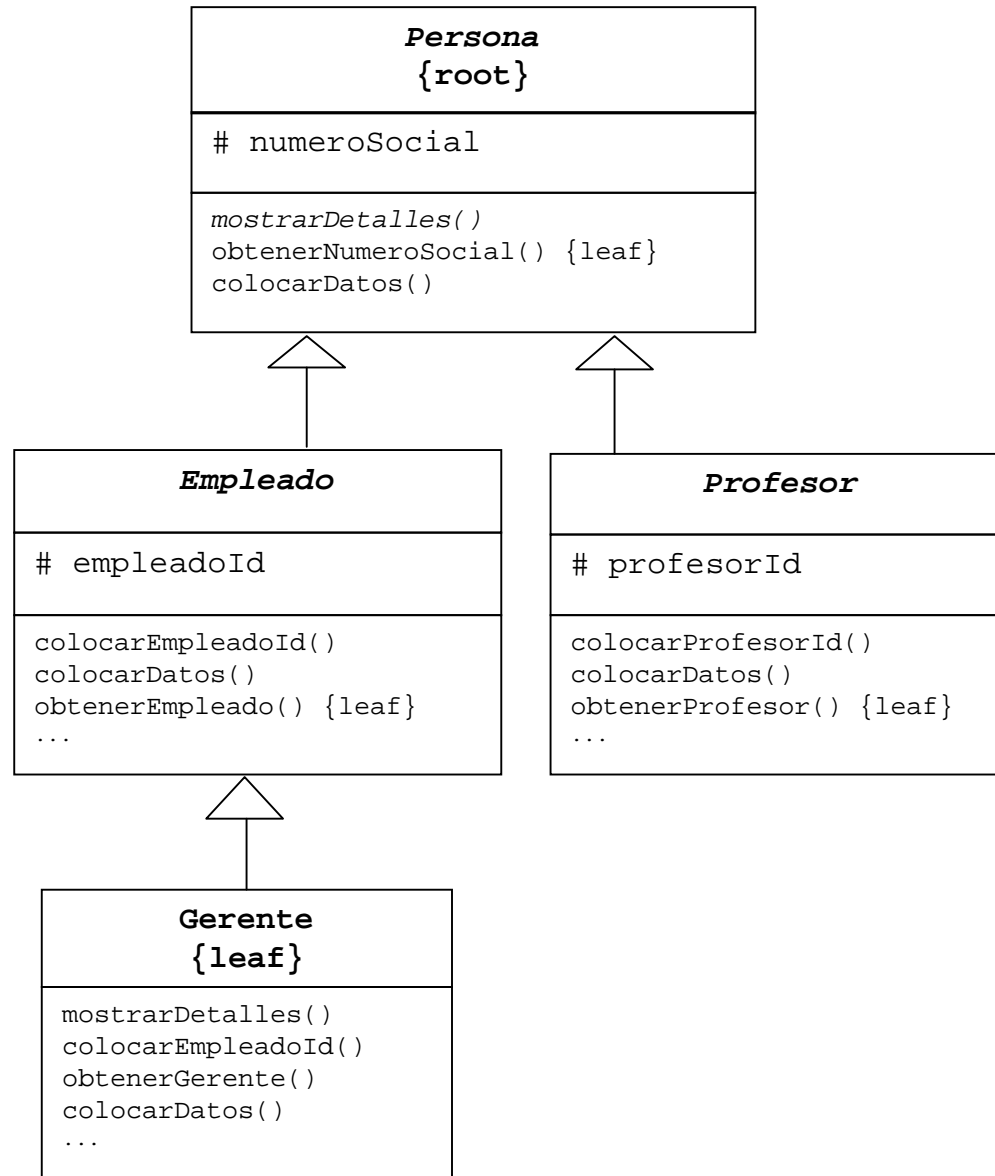 Persona
{root}
# numeroSocial
mostrarDetalles()
obtenerNumeroSocial() {leaf}
colocarDatos()
Empleado
# empleadoId
colocarEmpleadoId()
colocarDatos()
obtenerEmpleado() {leaf}
...
Profesor
# profesorId
colocarProfesorId()
colocarDatos()
obtenerProfesor() {leaf}
...
Gerente
{leaf}
mostrarDetalles()
colocarEmpleadoId()
obtenerGerente()
colocarDatos()
...